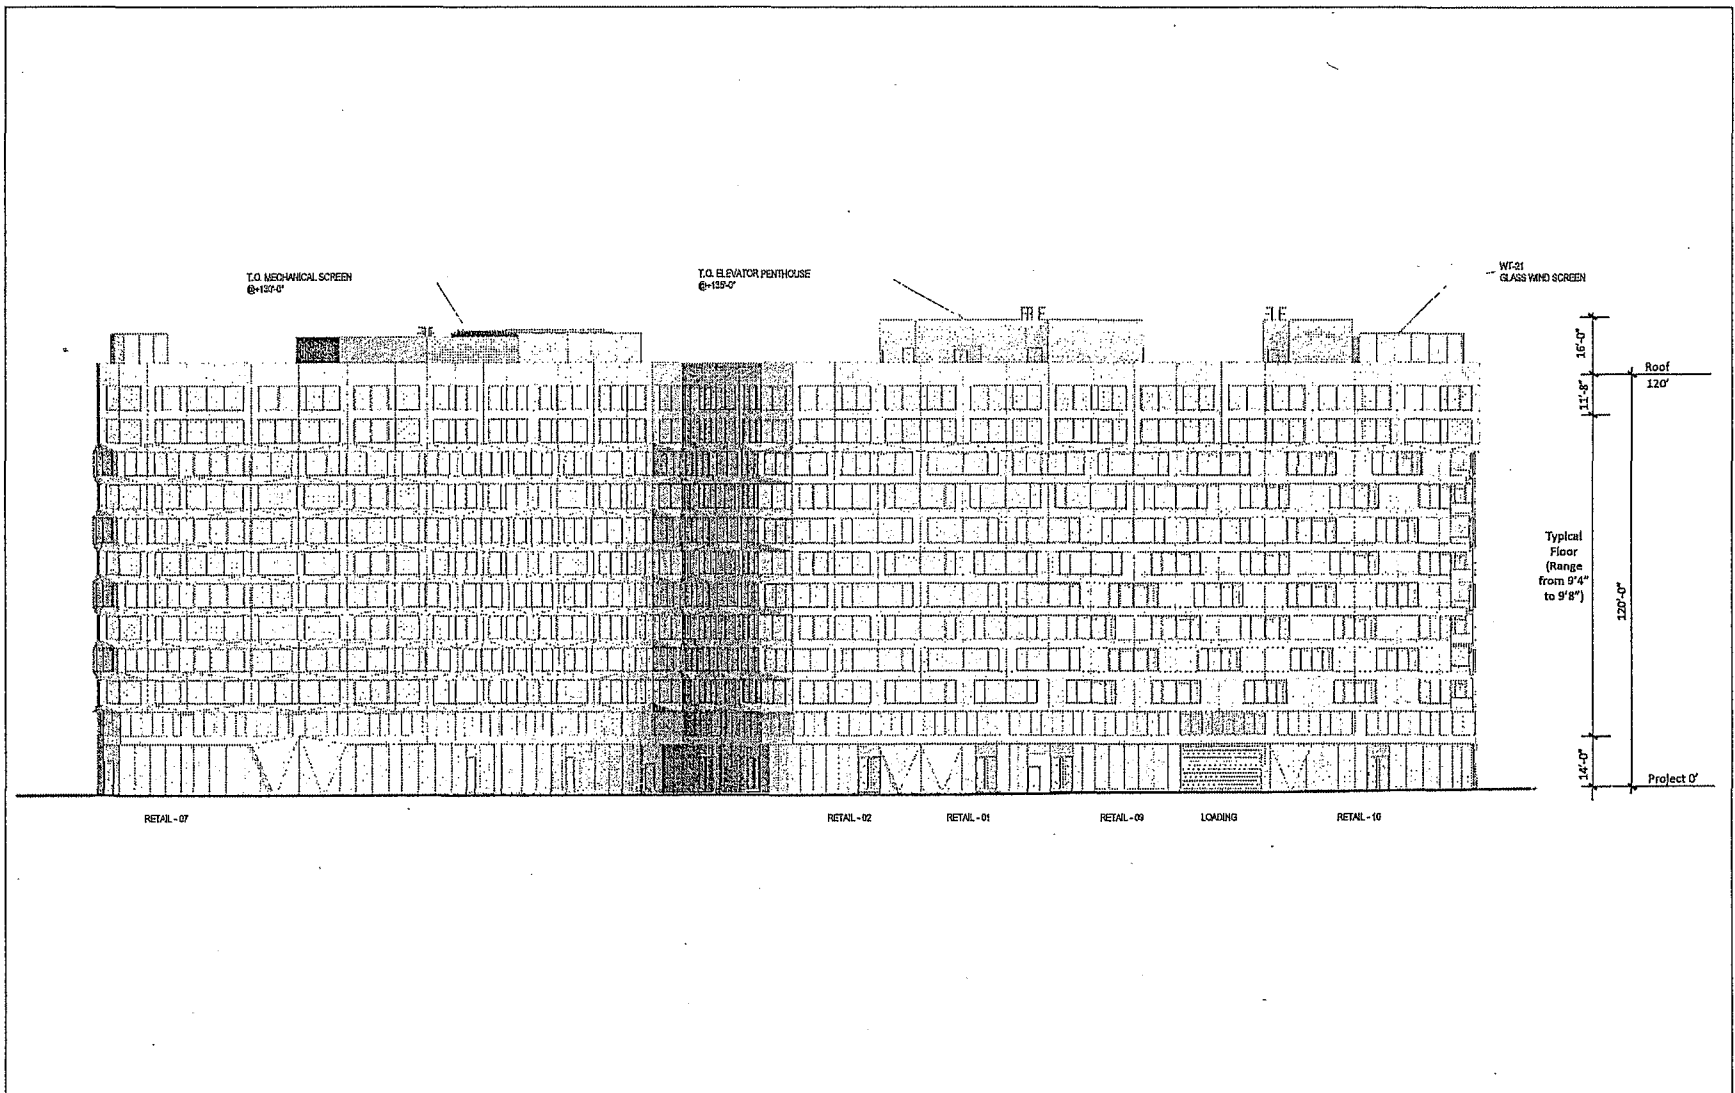 T.O. MECHANICAL SCREEN
@+130'-0"
T.O. ELEVATOR PENTHOUSE
@+135'-0"
WT-21
GLASS WIND SCREEN
16'-0"
Roof
120'
11'-8"
Typical
Floor
(Range
from 9'4"
to 9'8")
120'-0"
14'-0"
Project 0'
RETAIL - 07
RETAIL - 02
RETAIL - 01
RETAIL - 09
LOADING
RETAIL - 10